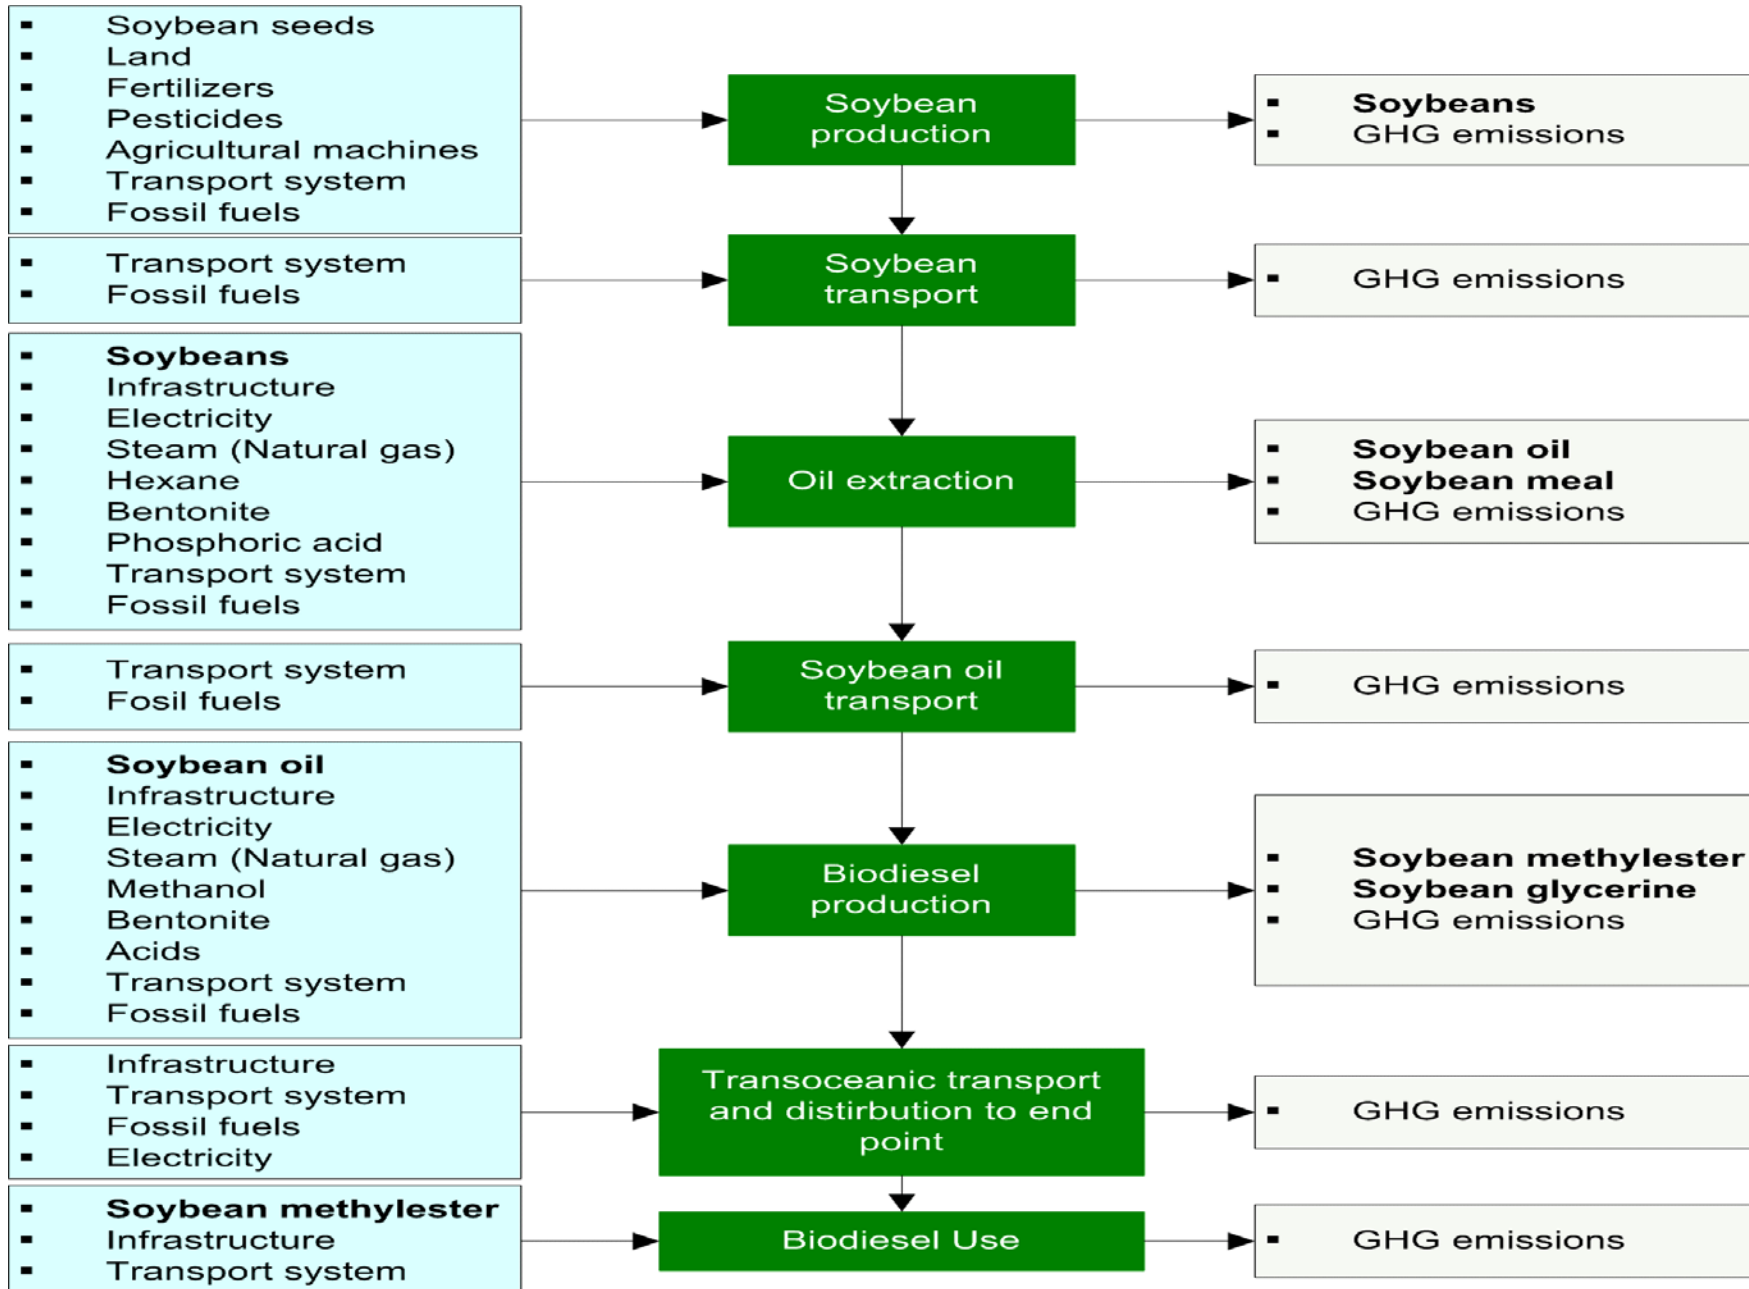 Soybean seeds
Land
Fertilizers
Pesticides
Agricultural machines
Transport system
Fossil fuels
Soybean
production
Soybeans
GHG emissions
Transport system
Fossil fuels
Soybean
transport
GHG emissions
Soybeans
Infrastructure
Electricity
Steam (Natural gas)
Hexane
Bentonite
Phosphoric acid
Transport system
Fossil fuels
Oil extraction
Soybean oil
Soybean meal
GHG emissions
Transport system
Fosil fuels
Soybean oil
transport
GHG emissions
Soybean oil
Infrastructure
Electricity
Steam (Natural gas)
Methanol
Bentonite
Acids
Transport system
Fossil fuels
Biodiesel
production
Soybean methylester
Soybean glycerine
GHG emissions
Infrastructure
Transport system
Fossil fuels
Electricity
Transoceanic transport
and distirbution to end
point
GHG emissions
Soybean methylester
Infrastructure
Transport system
Biodiesel Use
GHG emissions